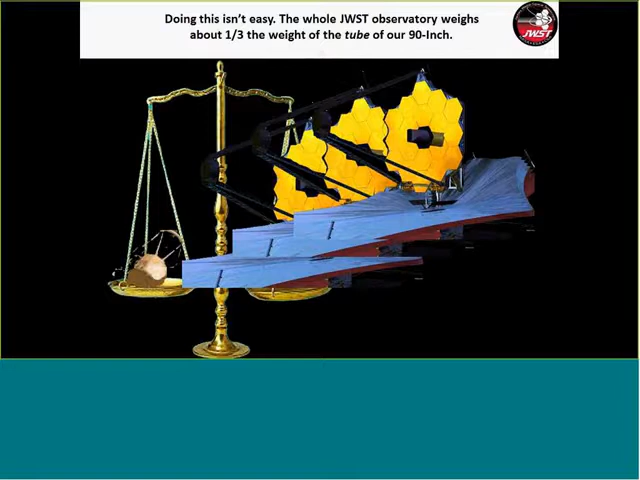 Doing this isn't easy. The whole JWST observatory weighs
about 1/3 the weight of the tube of our 90-Inch.
JWST